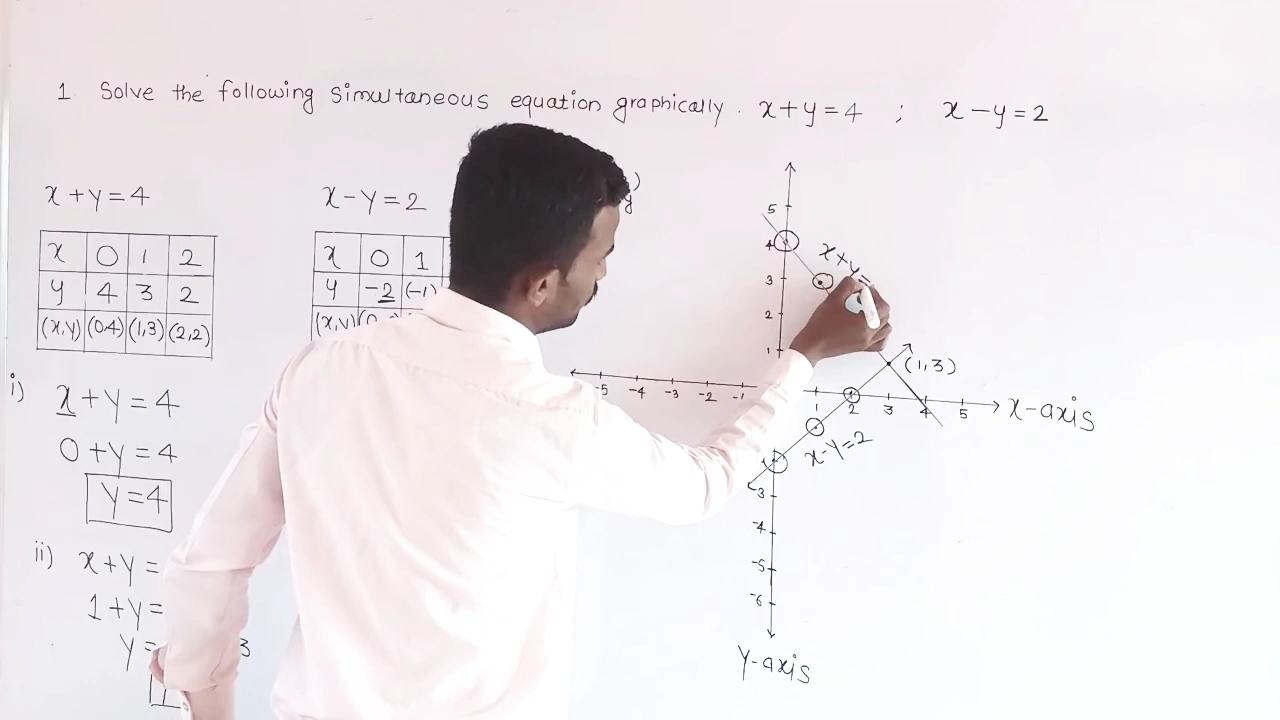 1 Solve the following Simultaneous equation graphically. x+y=4 ; x-y=2
x+y=4
x 0 1 2
y 4 3 2
(x,y) (0,4) (1,3) (2,2)
i) x+y=4
0+y=4
y=4
ii) x+y=
1+y=
y= 3
x-y=2
x 0 1
y -2 (-1)
(x,y)
) y
5
4
3
2
1
x+y=
(1,3)
-5 -4 -3 -2 -1 1 2 3 4 5 x-axis
x-y=2
-3
-4
-5
-6
y-axis